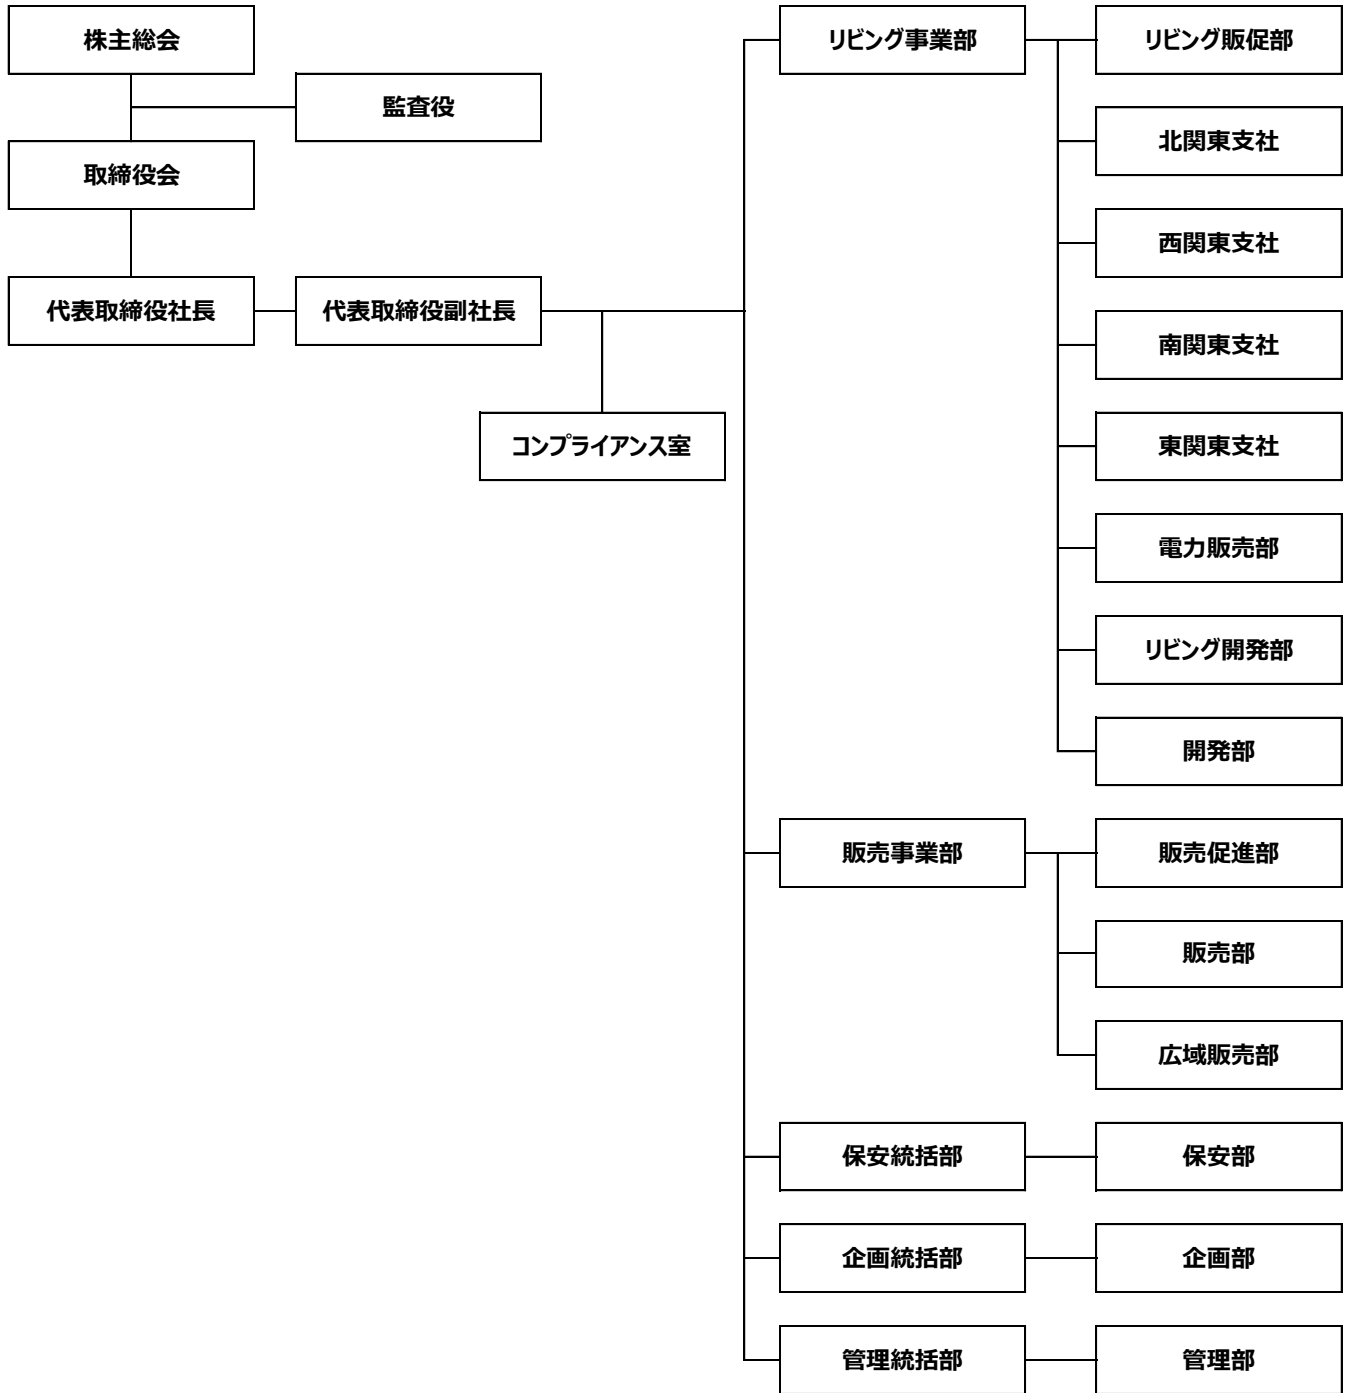 株主総会
監査役
取締役会
代表取締役社長
代表取締役副社長
コンプライアンス室
リビング事業部
リビング販促部
北関東支社
西関東支社
南関東支社
東関東支社
電力販売部
リビング開発部
開発部
販売事業部
販売促進部
販売部
広域販売部
保安統括部
保安部
企画統括部
企画部
管理統括部
管理部